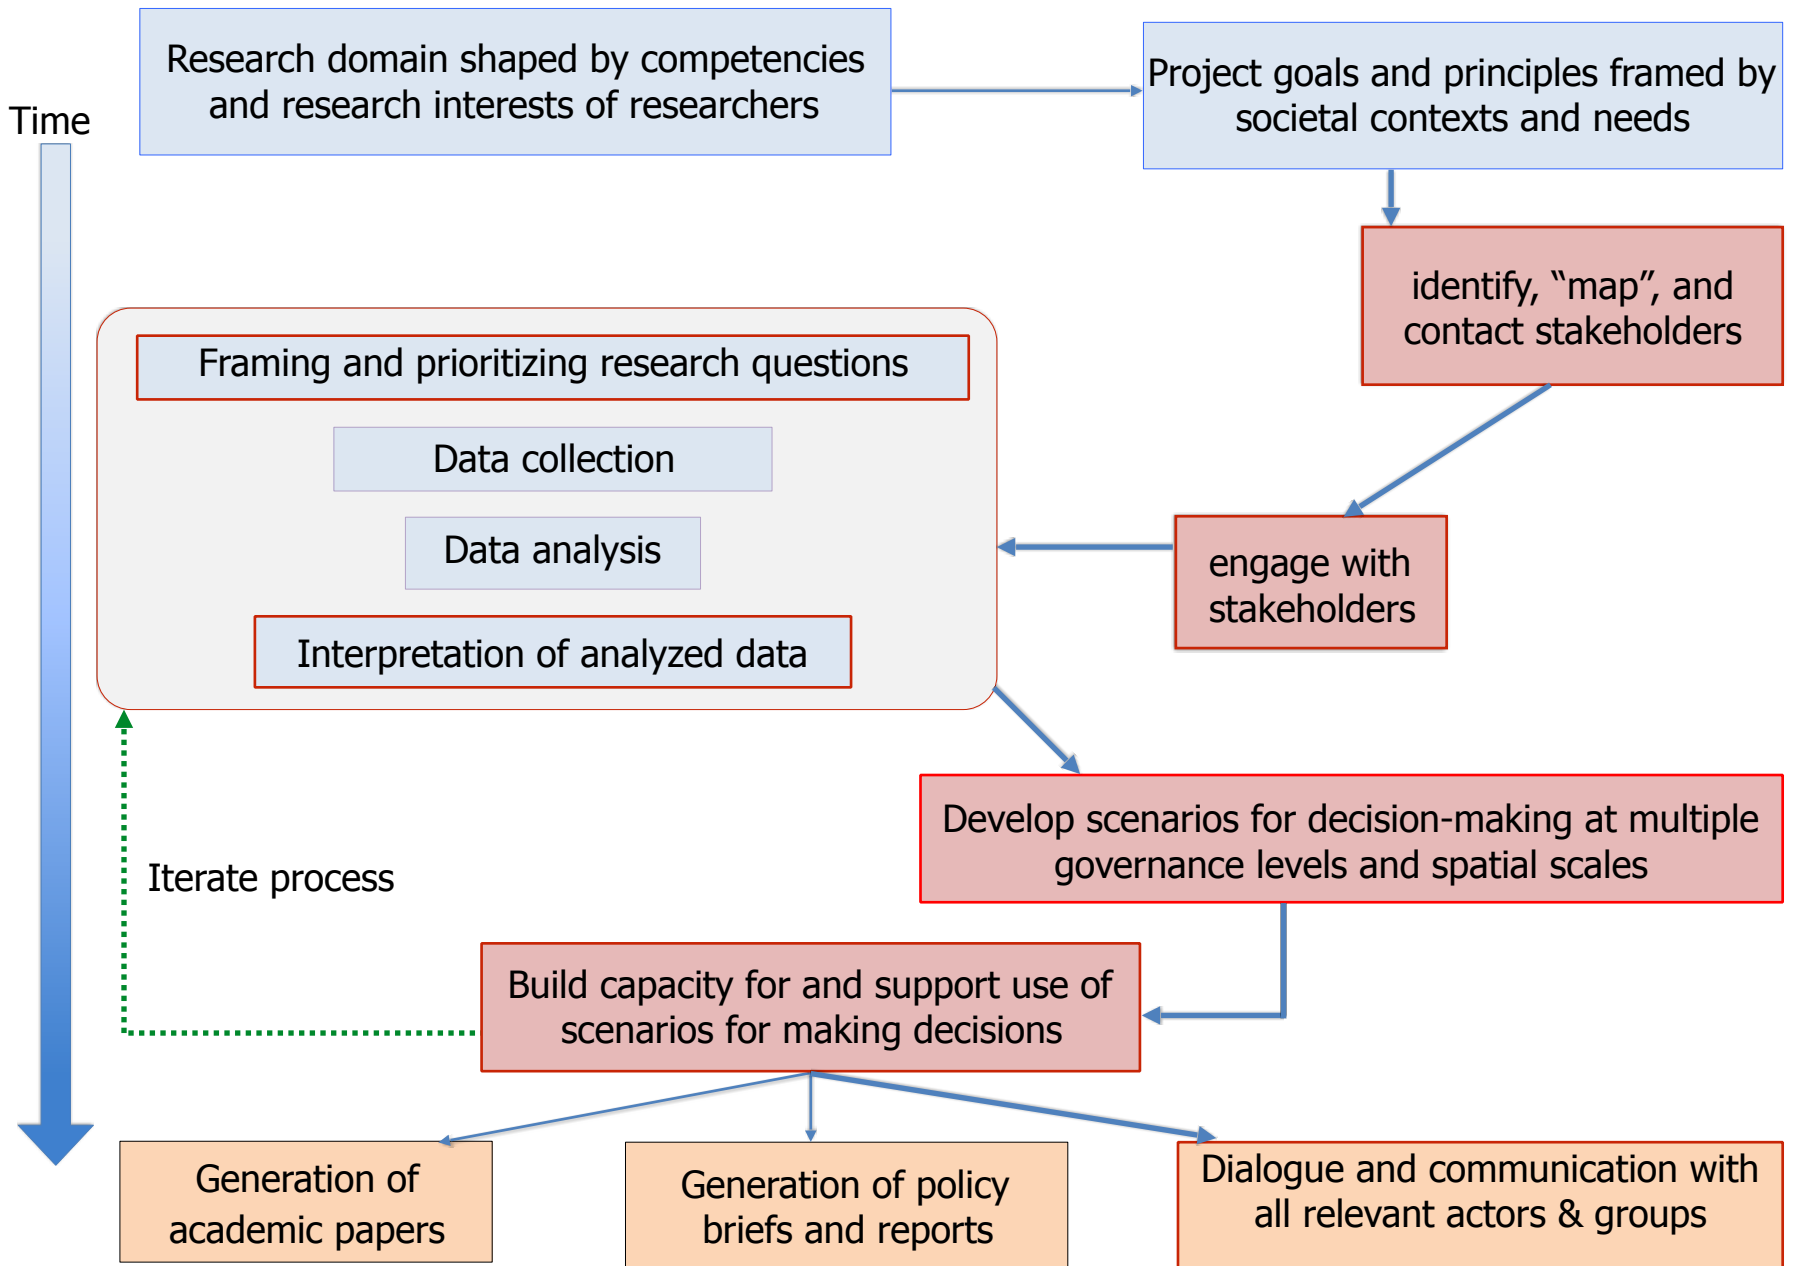 Research domain shaped by competencies
and research interests of researchers
Project goals and principles framed by
societal contexts and needs
Time
identify, “map”, and
contact stakeholders
Framing and prioritizing research questions
Data collection
Data analysis
Interpretation of analyzed data
engage with
stakeholders
Develop scenarios for decision-making at multiple
governance levels and spatial scales
Iterate process
Build capacity for and support use of
scenarios for making decisions
Generation of
academic papers
Generation of policy
briefs and reports
Dialogue and communication with
all relevant actors & groups